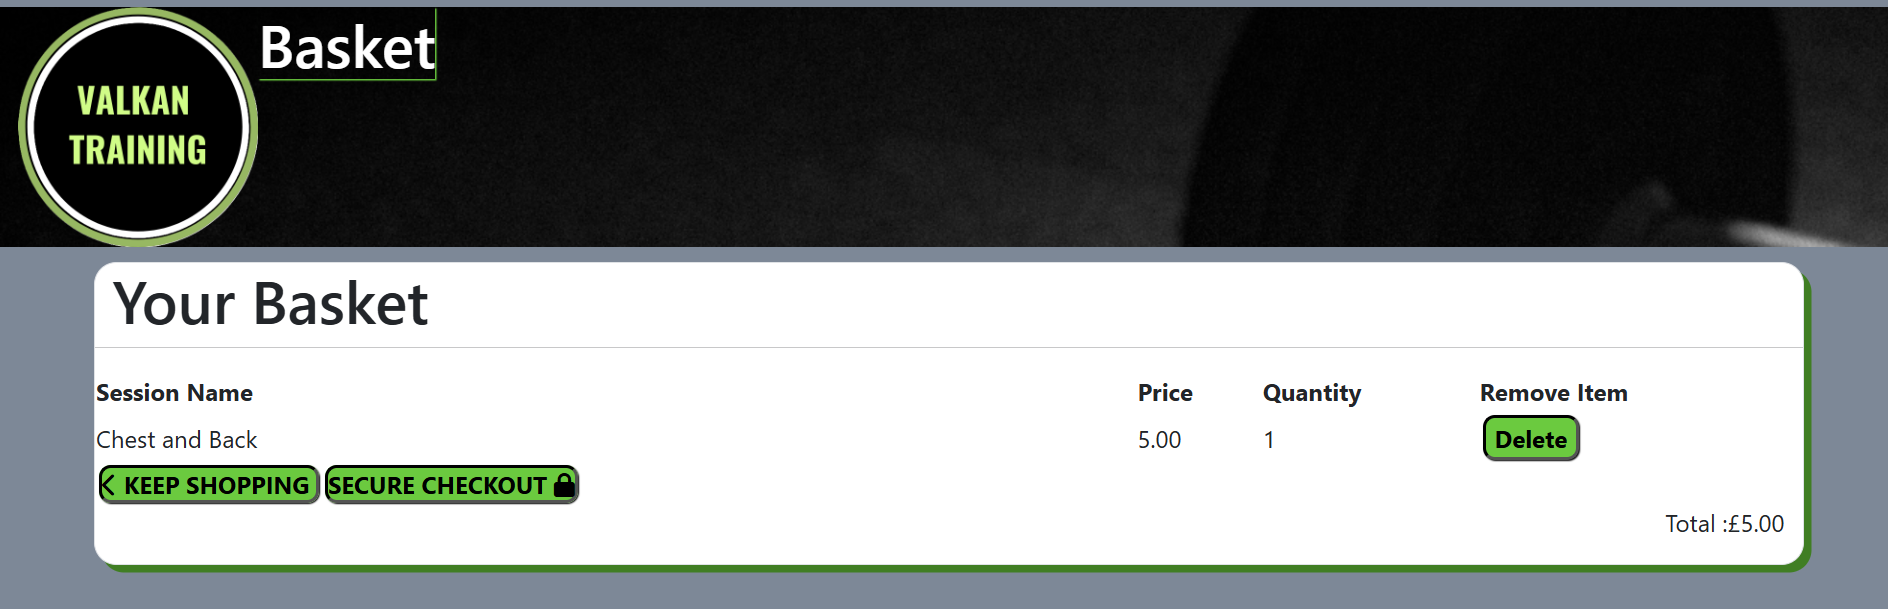 VALKAN
TRAINING
Basket
Your Basket
Session Name Price Quantity Remove Item
Chest and Back 5.00 1 Delete
KEEP SHOPPING SECURE CHECKOUT
Total :£5.00